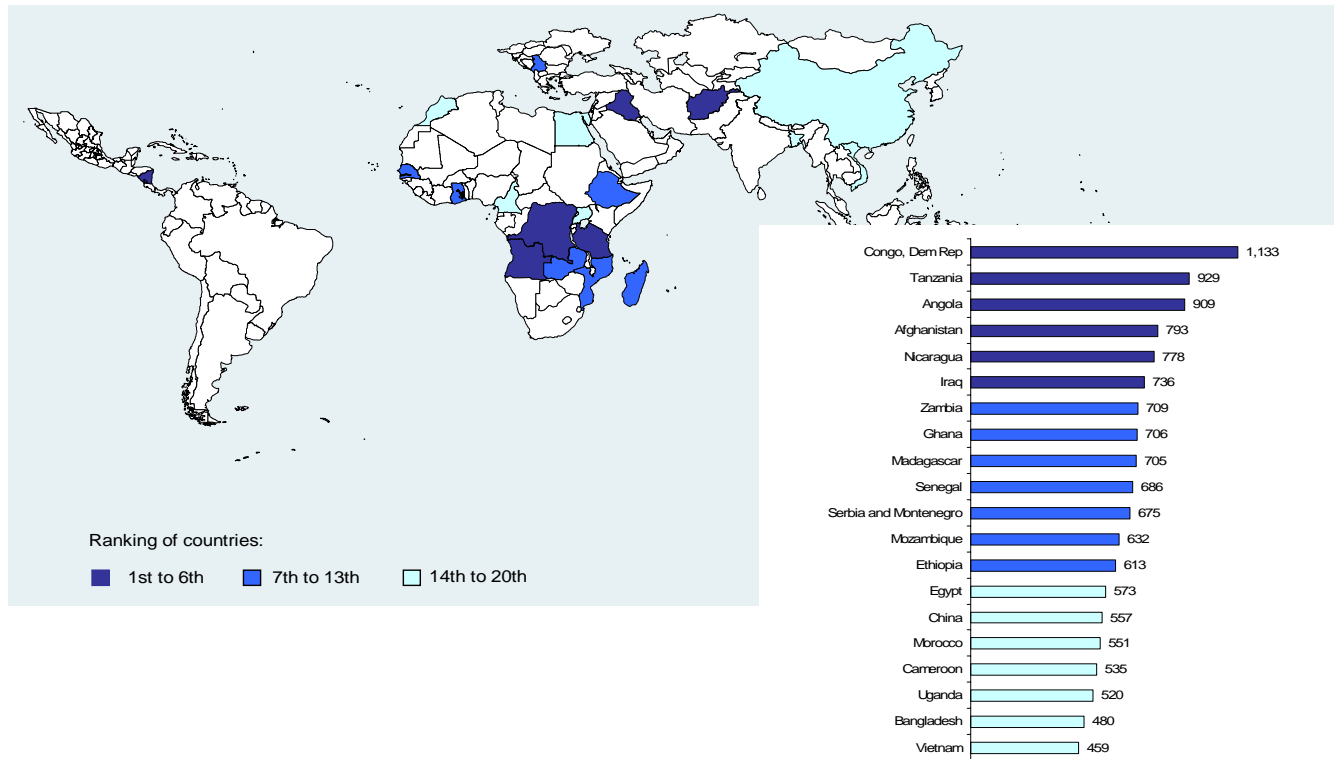 Congo, Dem Rep 1,133
Tanzania 929
Angola 909
Afghanistan 793
Nicaragua 778
Iraq 736
Zambia 709
Ghana 706
Madagascar 705
Senegal 686
Serbia and Montenegro 675
Mozambique 632
Ethiopia 613
Egypt 573
China 557
Morocco 551
Cameroon 535
Uganda 520
Bangladesh 480
Vietnam 459
Ranking of countries:
1st to 6th 7th to 13th 14th to 20th